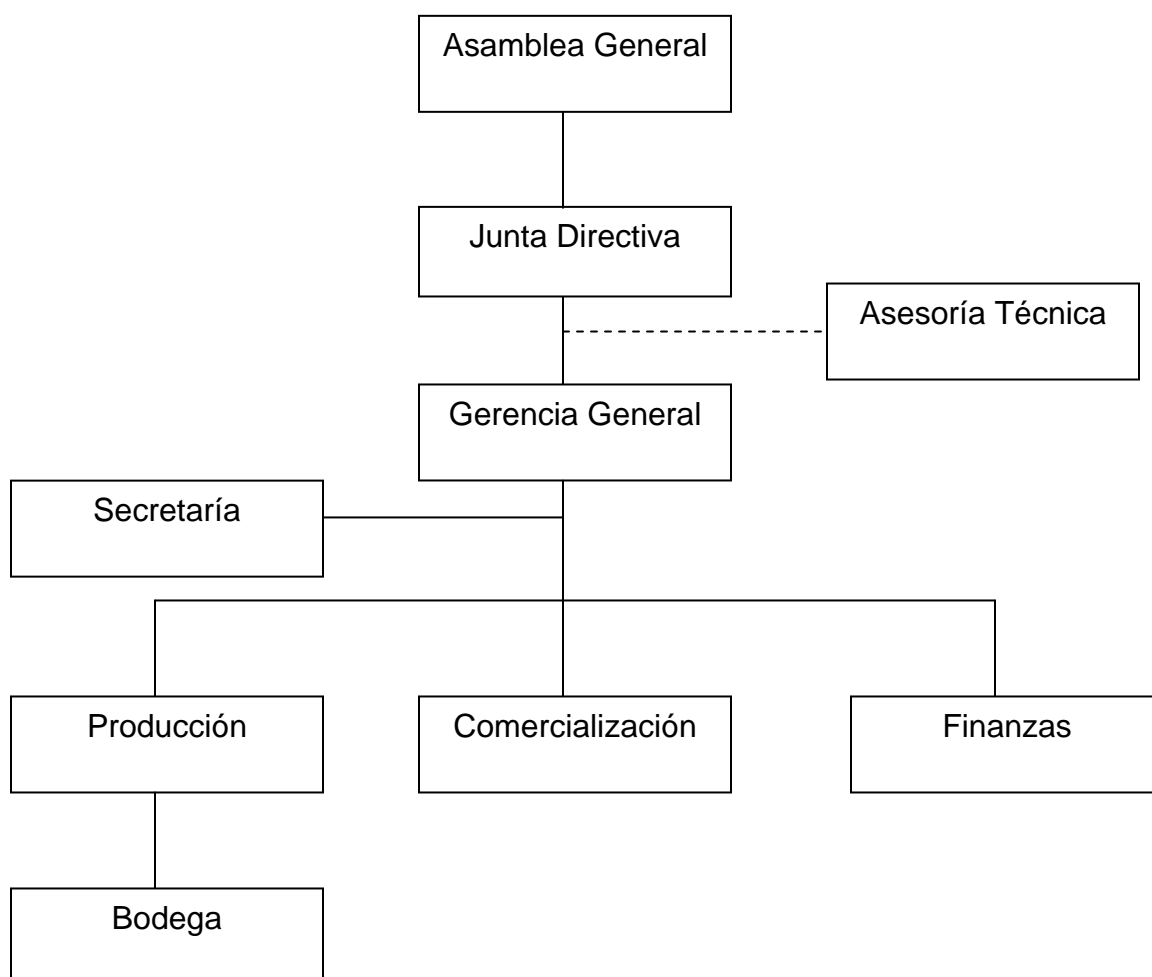 Asamblea General
Junta Directiva
Asesoría Técnica
Gerencia General
Secretaría
Producción
Comercialización
Finanzas
Bodega